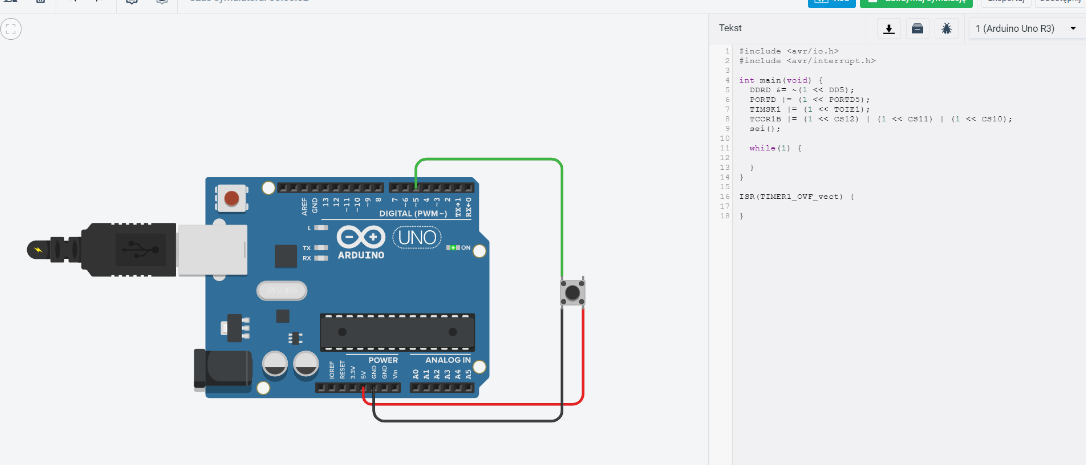 Tekst
1 (Arduino Uno R3)
1 #include <avr/io.h>
2 #include <avr/interrupt.h>
3
4 int main(void) {
5 DDRD &= ~(1 << DD5);
6 PORTD |= (1 << PORTD5);
7 TIMSK1 |= (1 << TOIE1);
8 TCCR1B |= (1 << CS12) | (1 << CS11) | (1 << CS10);
9 sei();
10
11 while(1) {
12
13 }
14 }
15
16 ISR(TIMER1_OVF_vect) {
17
18 }
AREF
GND
13
12
~11
~10
~9
8
7
~6
~5
4
~3
2
TX→1
RX←0
DIGITAL (PWM~)
L
TX
RX
UNO
ON
ARDUINO
POWER
ANALOG IN
IOREF
RESET
3.3V
5V
GND
GND
Vin
A0
A1
A2
A3
A4
A5